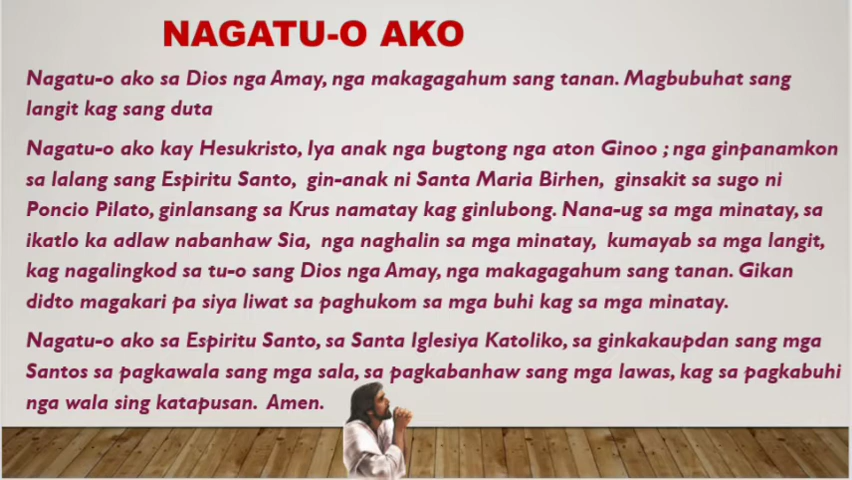 NAGATU-O AKO
Nagatu-o ako sa Dios nga Amay, nga makagagahum sang tanan. Magbubuhat sang
langit kag sang duta
Nagatu-o ako kay Hesukristo, Iya anak nga bugtong nga aton Ginoo ; nga ginpanamkon
sa lalang sang Espiritu Santo, gin-anak ni Santa Maria Birhen, ginsakit sa sugo ni
Poncio Pilato, ginlansang sa Krus namatay kag ginlubong. Nana-ug sa mga minatay, sa
ikatlo ka adlaw nabanhaw Sia, nga naghalin sa mga minatay, kumayab sa mga langit,
kag nagalingkod sa tu-o sang Dios nga Amay, nga makagagahum sang tanan. Gikan
didto magakari pa siya liwat sa paghukom sa mga buhi kag sa mga minatay.
Nagatu-o ako sa Espiritu Santo, sa Santa Iglesiya Katoliko, sa ginkakaupdan sang mga
Santos sa pagkawala sang mga sala, sa pagkabanhaw sang mga lawas, kag sa pagkabuhi
nga wala sing katapusan. Amen.